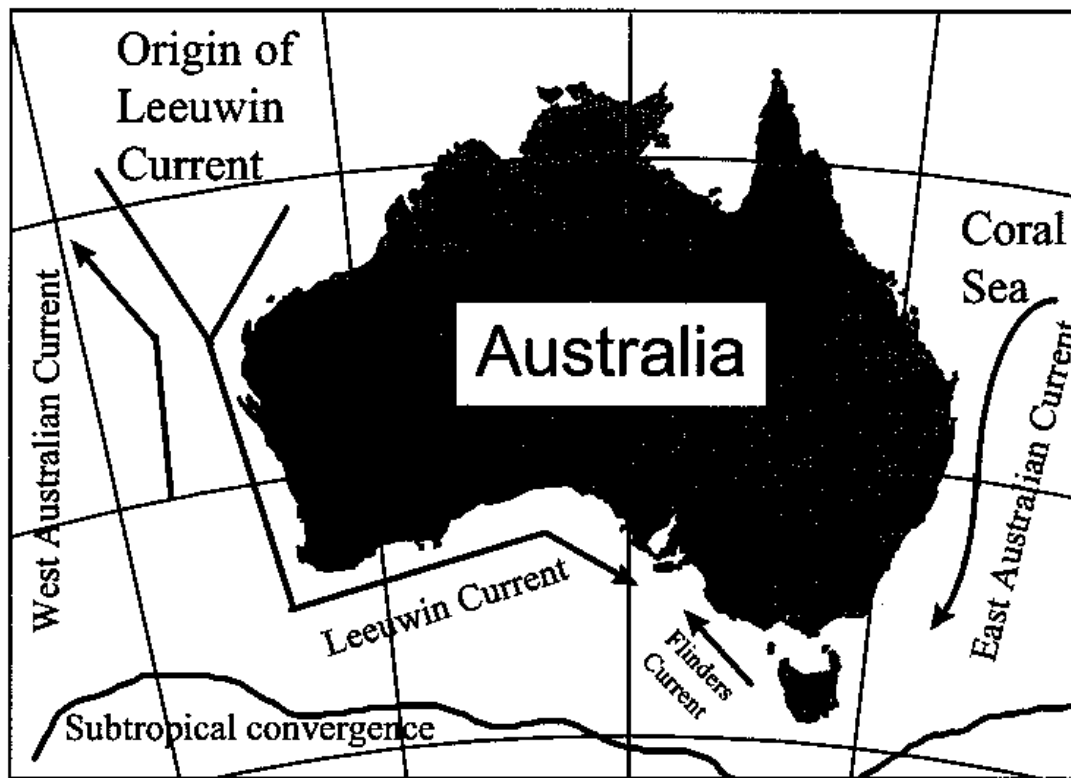 Origin of
Leeuwin
Current
Coral
Sea
Australia
West Australian Current
East Australian Current
Leeuwin Current
Flinders
Current
Subtropical convergence